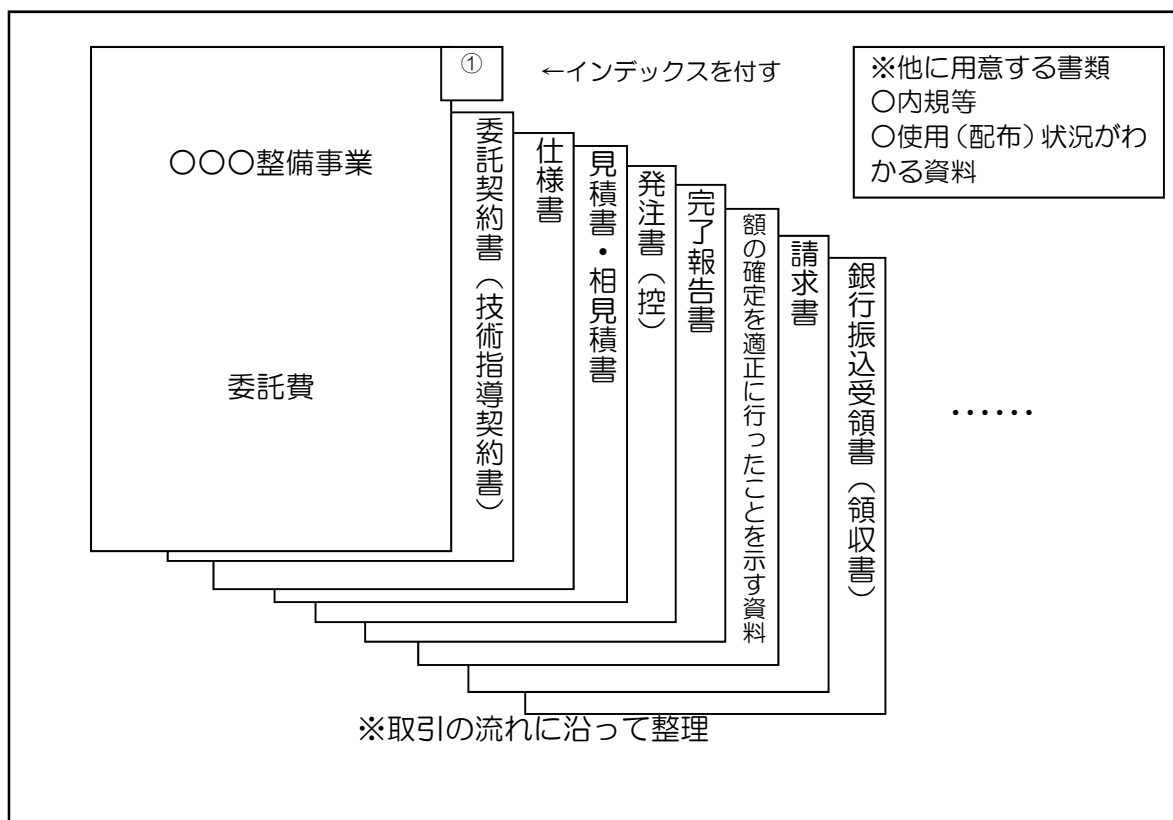 ①
←インデックスを付す
※他に用意する書類
〇内規等
〇使用（配布）状況がわ
かる資料
〇〇〇整備事業
委託費
委託契約書（技術指導契約書）
仕様書
見積書・相見積書
発注書（控）
完了報告書
額の確定を適正に行ったことを示す資料
請求書
銀行振込受領書（領収書）
……
※取引の流れに沿って整理